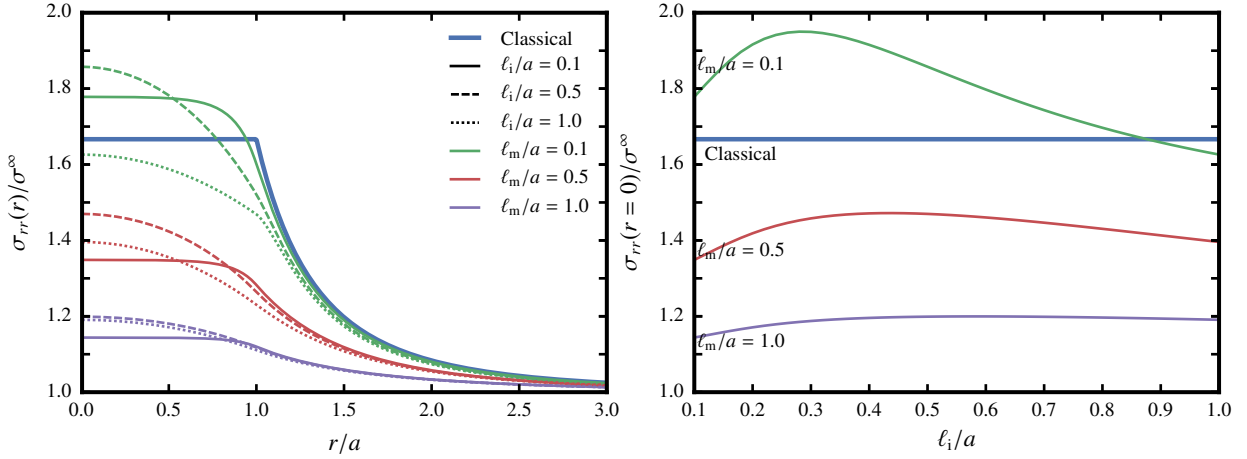 2.0
1.8
1.6
1.4
1.2
1.0
σrr(r)/σ^∞
0.0 0.5 1.0 1.5 2.0 2.5 3.0
r/a
Classical
ℓi/a = 0.1
ℓi/a = 0.5
ℓi/a = 1.0
ℓm/a = 0.1
ℓm/a = 0.5
ℓm/a = 1.0
2.0
1.8
1.6
1.4
1.2
1.0
σrr(r = 0)/σ^∞
ℓm/a = 0.1
Classical
ℓm/a = 0.5
ℓm/a = 1.0
0.1 0.2 0.3 0.4 0.5 0.6 0.7 0.8 0.9 1.0
ℓi/a